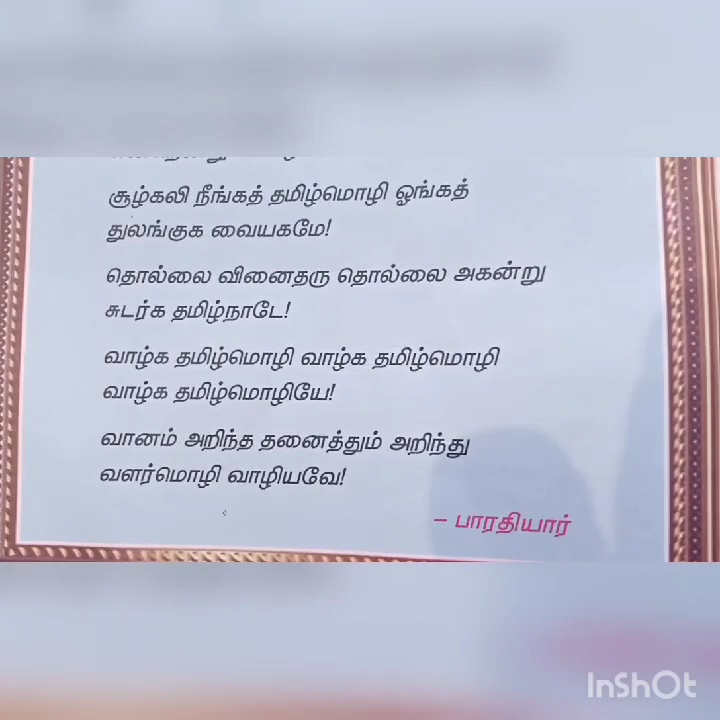 சூழ்கலி நீங்கத் தமிழ்மொழி ஓங்கத்
துலங்குக வையகமே!
தொல்லை வினைதரு தொல்லை அகன்று
சுடர்க தமிழ்நாடே!
வாழ்க தமிழ்மொழி வாழ்க தமிழ்மொழி
வாழ்க தமிழ்மொழியே!
வானம் அறிந்த தனைத்தும் அறிந்து
வளர்மொழி வாழியவே!
– பாரதியார்
InShOt